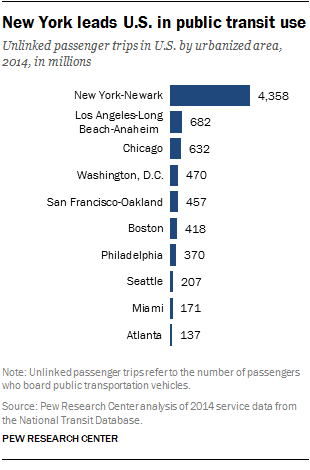 New York leads U.S. in public transit use
Unlinked passenger trips in U.S. by urbanized area,
2014, in millions
New York-Newark 4,358
Los Angeles-Long
Beach-Anaheim 682
Chicago 632
Washington, D.C. 470
San Francisco-Oakland 457
Boston 418
Philadelphia 370
Seattle 207
Miami 171
Atlanta 137
Note: Unlinked passenger trips refer to the number of passengers
who board public transportation vehicles.
Source: Pew Research Center analysis of 2014 service data from
the National Transit Database.
PEW RESEARCH CENTER